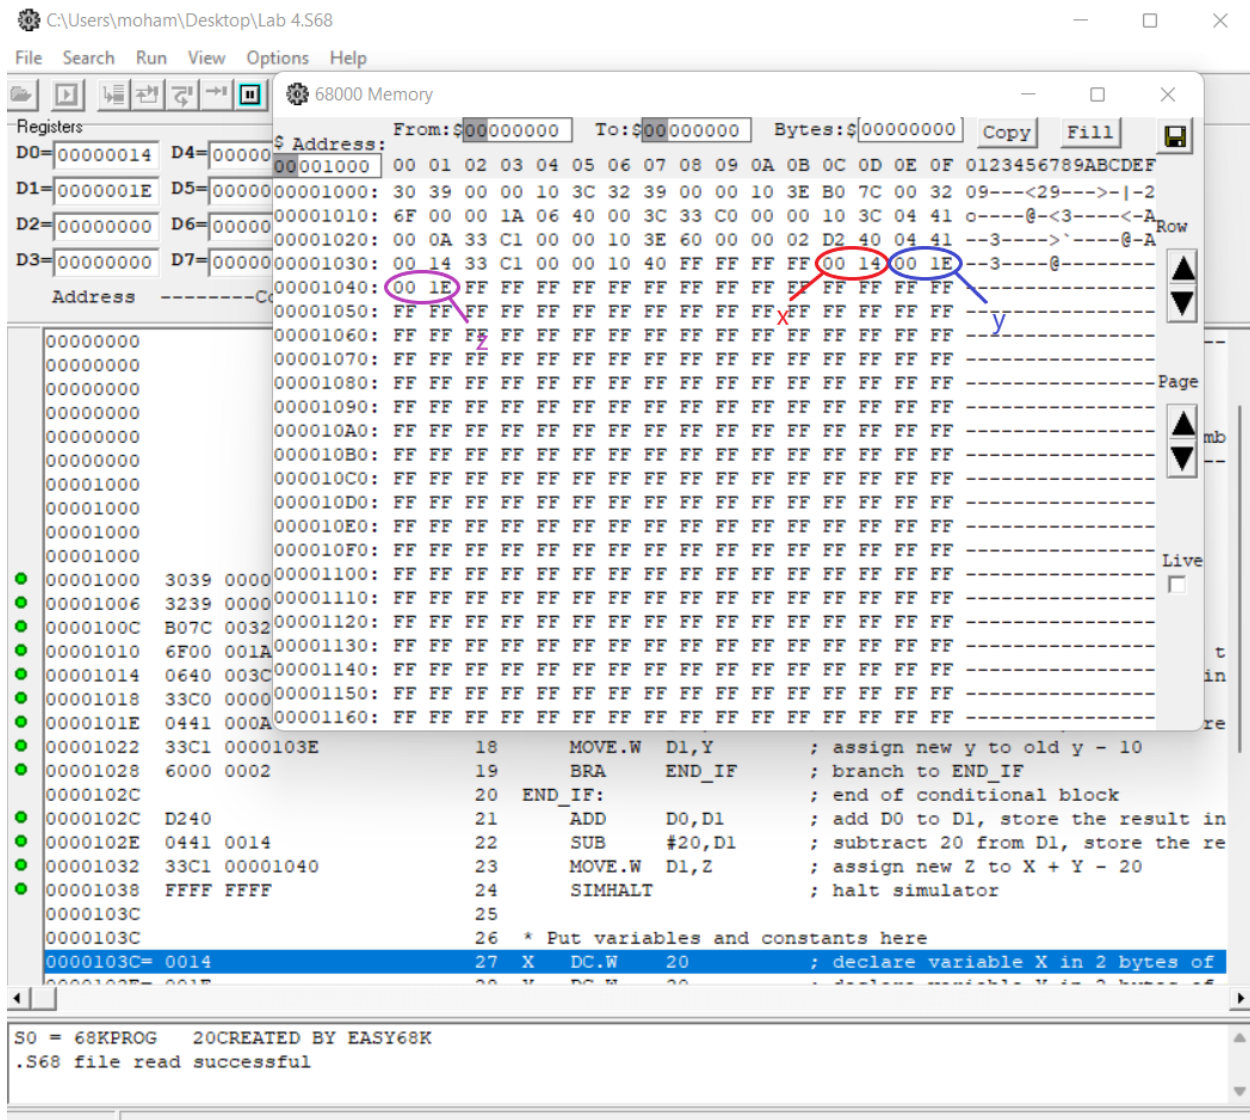 C:\Users\moham\Desktop\Lab 4.S68
File Search Run View Options Help
68000 Memory
Registers
From:$00000000 To:$00000000 Bytes:$00000000 Copy Fill
$ Address:
D0=00000014 D4=00000
00001000 00 01 02 03 04 05 06 07 08 09 0A 0B 0C 0D 0E 0F 0123456789ABCDEF
D1=0000001E D5=00000
00001000: 30 39 00 00 10 3C 32 39 00 00 10 3E B0 7C 00 32 09---<29--->-|-2
00001010: 6F 00 00 1A 06 40 00 3C 33 C0 00 00 10 3C 04 41 o----@-<3----<-A
Row
D2=00000000 D6=00000
00001020: 00 0A 33 C1 00 00 10 3E 60 00 00 02 D2 40 04 41 --3---->`----@-A
D3=00000000 D7=00000
00001030: 00 14 33 C1 00 00 10 40 FF FF FF FF 00 14 00 1E --3----@--------
Address --------Co
00001040: 00 1E FF FF FF FF FF FF FF FF FF FF FF FF FF FF ----------------
00001050: FF FF FF FF FF FF FF FF FF FF FF FF FF FF FF ----------------
x
y
00001060: FF FF FF FF FF FF FF FF FF FF FF FF FF FF FF FF ----------------
z
00001070: FF FF FF FF FF FF FF FF FF FF FF FF FF FF FF FF ----------------
00001080: FF FF FF FF FF FF FF FF FF FF FF FF FF FF FF FF ----------------
Page
00001090: FF FF FF FF FF FF FF FF FF FF FF FF FF FF FF FF ----------------
000010A0: FF FF FF FF FF FF FF FF FF FF FF FF FF FF FF FF ----------------
mb
000010B0: FF FF FF FF FF FF FF FF FF FF FF FF FF FF FF FF ----------------
000010C0: FF FF FF FF FF FF FF FF FF FF FF FF FF FF FF FF ----------------
000010D0: FF FF FF FF FF FF FF FF FF FF FF FF FF FF FF FF ----------------
000010E0: FF FF FF FF FF FF FF FF FF FF FF FF FF FF FF FF ----------------
000010F0: FF FF FF FF FF FF FF FF FF FF FF FF FF FF FF FF ----------------
Live
00001100: FF FF FF FF FF FF FF FF FF FF FF FF FF FF FF FF ----------------
00001110: FF FF FF FF FF FF FF FF FF FF FF FF FF FF FF FF ----------------
00001120: FF FF FF FF FF FF FF FF FF FF FF FF FF FF FF FF ----------------
00001130: FF FF FF FF FF FF FF FF FF FF FF FF FF FF FF FF ----------------
00001140: FF FF FF FF FF FF FF FF FF FF FF FF FF FF FF FF ----------------
00001150: FF FF FF FF FF FF FF FF FF FF FF FF FF FF FF FF ----------------
00001160: FF FF FF FF FF FF FF FF FF FF FF FF FF FF FF FF ----------------
00000000
00000000
00000000
00000000
00000000
00000000
00001000
00001000
00001000
00001000
00001000 3039 0000
00001006 3239 0000
0000100C B07C 0032
00001010 6F00 001A t
00001014 0640 003C in
00001018 33C0 0000
0000101E 0441 000A re
00001022 33C1 0000103E 18 MOVE.W D1,Y ; assign new y to old y - 10
00001028 6000 0002 19 BRA END_IF ; branch to END_IF
0000102C 20 END_IF: ; end of conditional block
0000102C D240 21 ADD D0,D1 ; add D0 to D1, store the result in
0000102E 0441 0014 22 SUB #20,D1 ; subtract 20 from D1, store the re
00001032 33C1 00001040 23 MOVE.W D1,Z ; assign new Z to X + Y - 20
00001038 FFFF FFFF 24 SIMHALT ; halt simulator
0000103C 25
0000103C 26 * Put variables and constants here
0000103C= 0014 27 X DC.W 20 ; declare variable X in 2 bytes of
S0 = 68KPROG 20CREATED BY EASY68K
.S68 file read successful